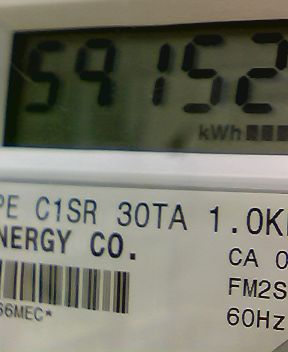 59152
kWh
PE C1SR 30TA 1.0K
NERGY CO.
CA 0
FM2S
66MEC*
60Hz